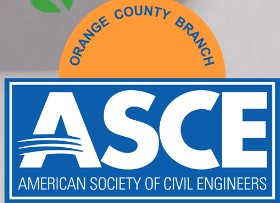 ORANGE COUNTY BRANCH
ASCE
AMERICAN SOCIETY OF CIVIL ENGINEERS